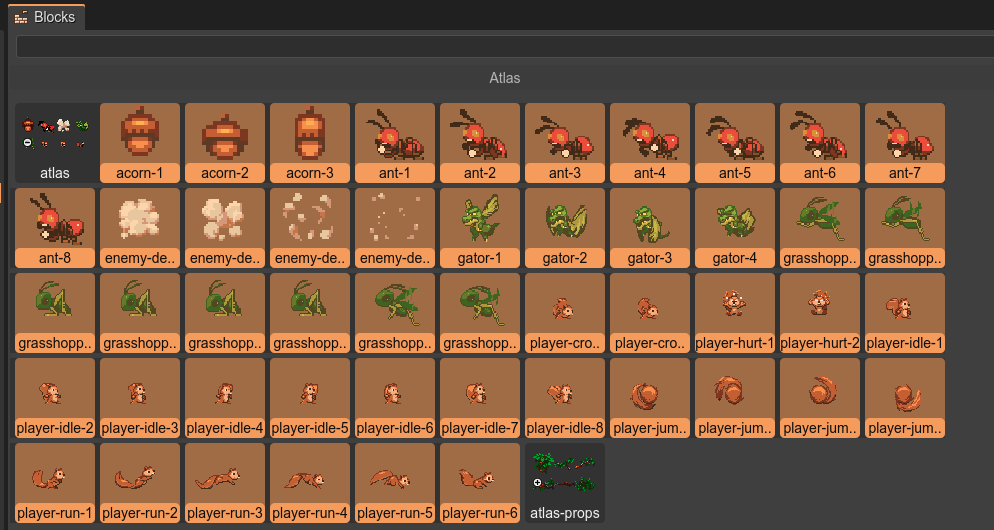 Blocks
Atlas
atlas
acorn-1
acorn-2
acorn-3
ant-1
ant-2
ant-3
ant-4
ant-5
ant-6
ant-7
ant-8
enemy-de..
enemy-de..
enemy-de..
enemy-de..
gator-1
gator-2
gator-3
gator-4
grasshopp..
grasshopp..
grasshopp..
grasshopp..
grasshopp..
grasshopp..
grasshopp..
grasshopp..
player-cro..
player-cro..
player-hurt-1
player-hurt-2
player-idle-1
player-idle-2
player-idle-3
player-idle-4
player-idle-5
player-idle-6
player-idle-7
player-idle-8
player-jum..
player-jum..
player-jum..
player-jum..
player-run-1
player-run-2
player-run-3
player-run-4
player-run-5
player-run-6
atlas-props